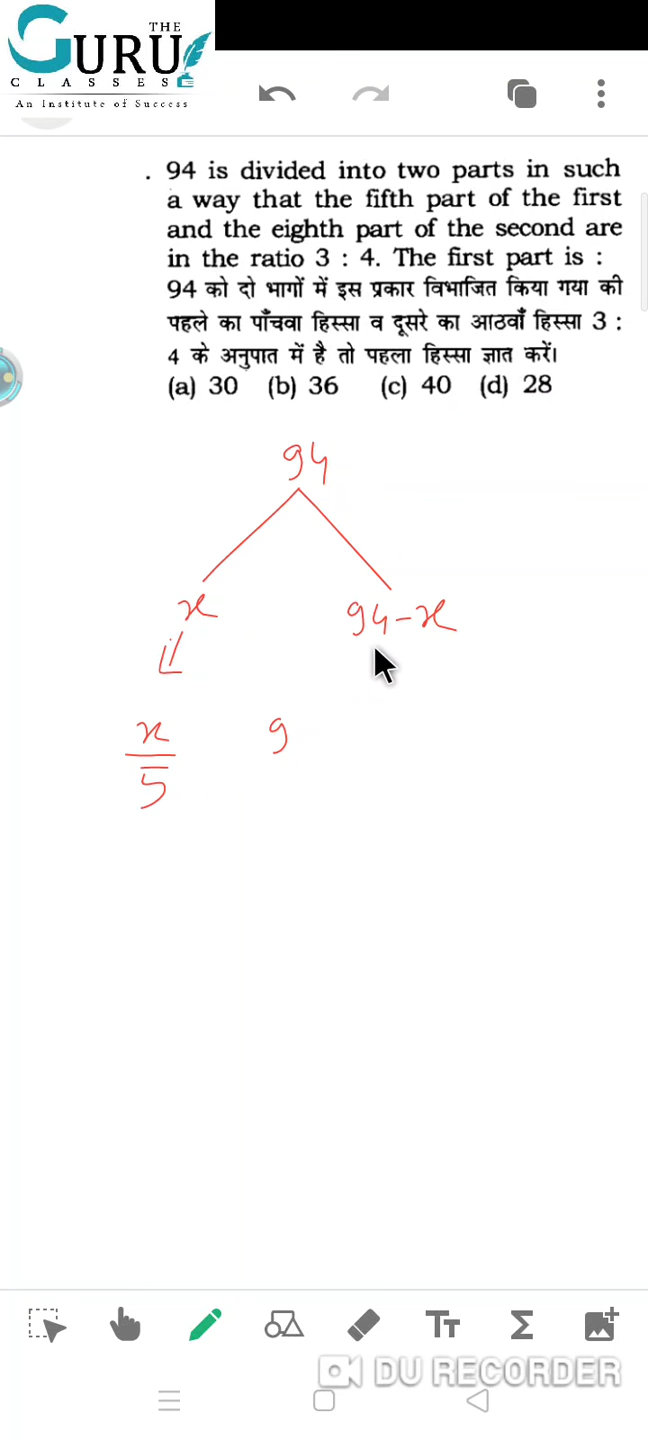 THE
GURU
CLASSES
An Institute of Success
. 94 is divided into two parts in such
a way that the fifth part of the first
and the eighth part of the second are
in the ratio 3 : 4. The first part is :
94 को दो भागों में इस प्रकार विभाजित किया गया की
पहले का पाँचवा हिस्सा व दूसरे का आठवाँ हिस्सा 3 :
4 के अनुपात में है तो पहला हिस्सा ज्ञात करें।
(a) 30 (b) 36 (c) 40 (d) 28
94
x 94-x
x 9
5
Tт Σ
DU RECORDER